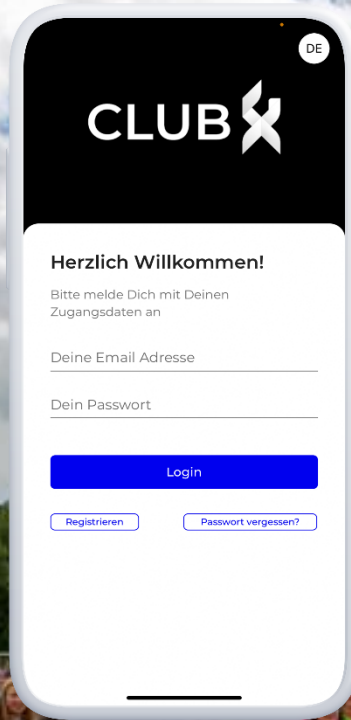 DE
CLUB
Herzlich Willkommen!
Bitte melde Dich mit Deinen
Zugangsdaten an
Deine Email Adresse
Dein Passwort
Login
Registrieren
Passwort vergessen?